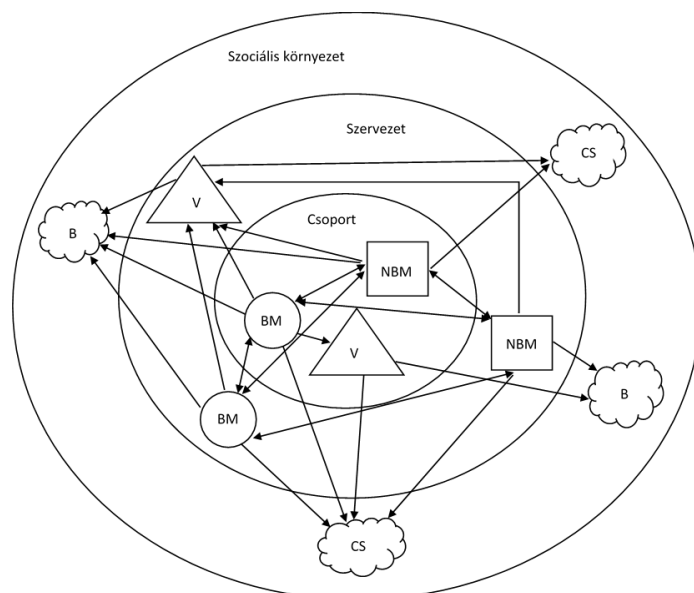 Szociális környezet
Szervezet
CS
V
Csoport
B
NBM
BM
NBM
V
B
BM
CS